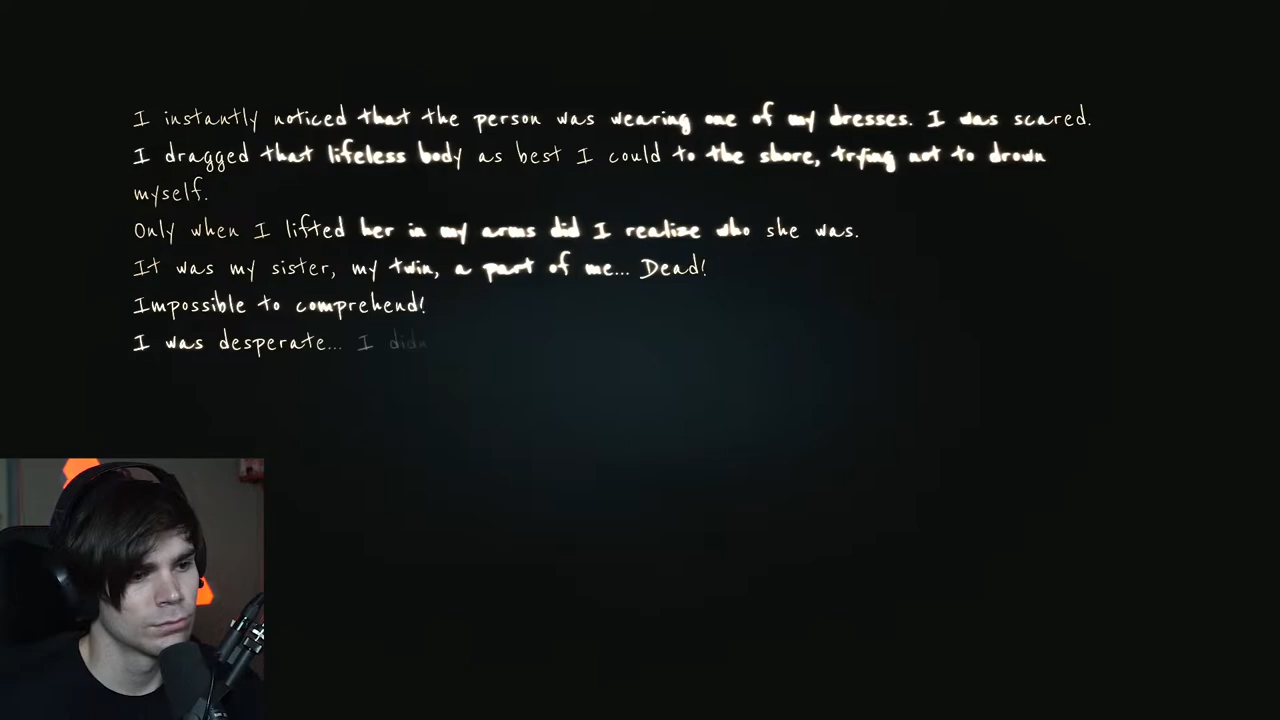 I instantly noticed that the person was wearing one of my dresses. I was scared.
I dragged that lifeless body as best I could to the shore, trying not to drown
myself.
Only when I lifted her in my arms did I realize who she was.
It was my sister, my twin, a part of me... Dead!
Impossible to comprehend!
I was desperate... I didn